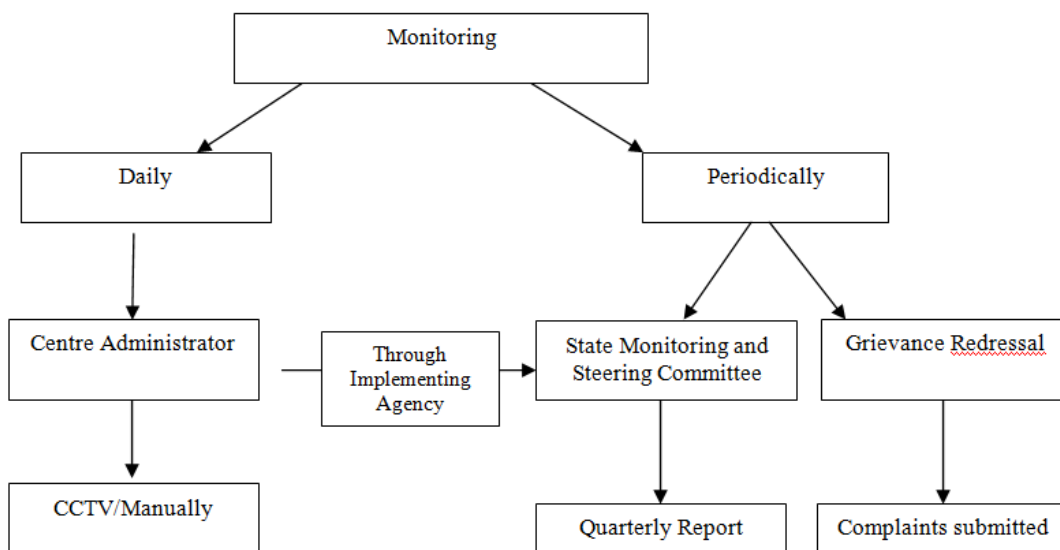 Monitoring
Daily
Periodically
Centre Administrator
Through
Implementing
Agency
State Monitoring and
Steering Committee
Grievance Redressal
CCTV/Manually
Quarterly Report
Complaints submitted